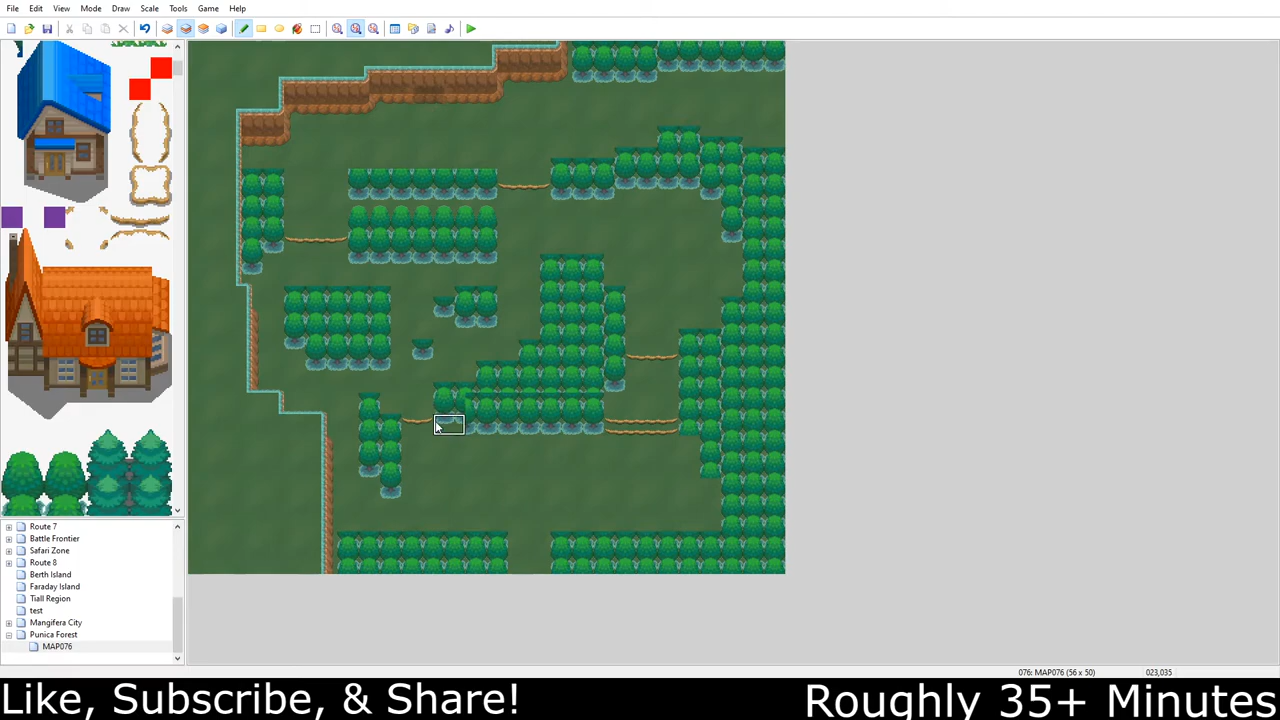 File Edit View Mode Draw Scale Tools Game Help
Route 7
Battle Frontier
Safari Zone
Route 8
Berth Island
Faraday Island
Tiall Region
test
Mangifera City
Punica Forest
MAP076
076: MAP076 (56 x 50) 023,035
Like, Subscribe, & Share! Roughly 35+ Minutes